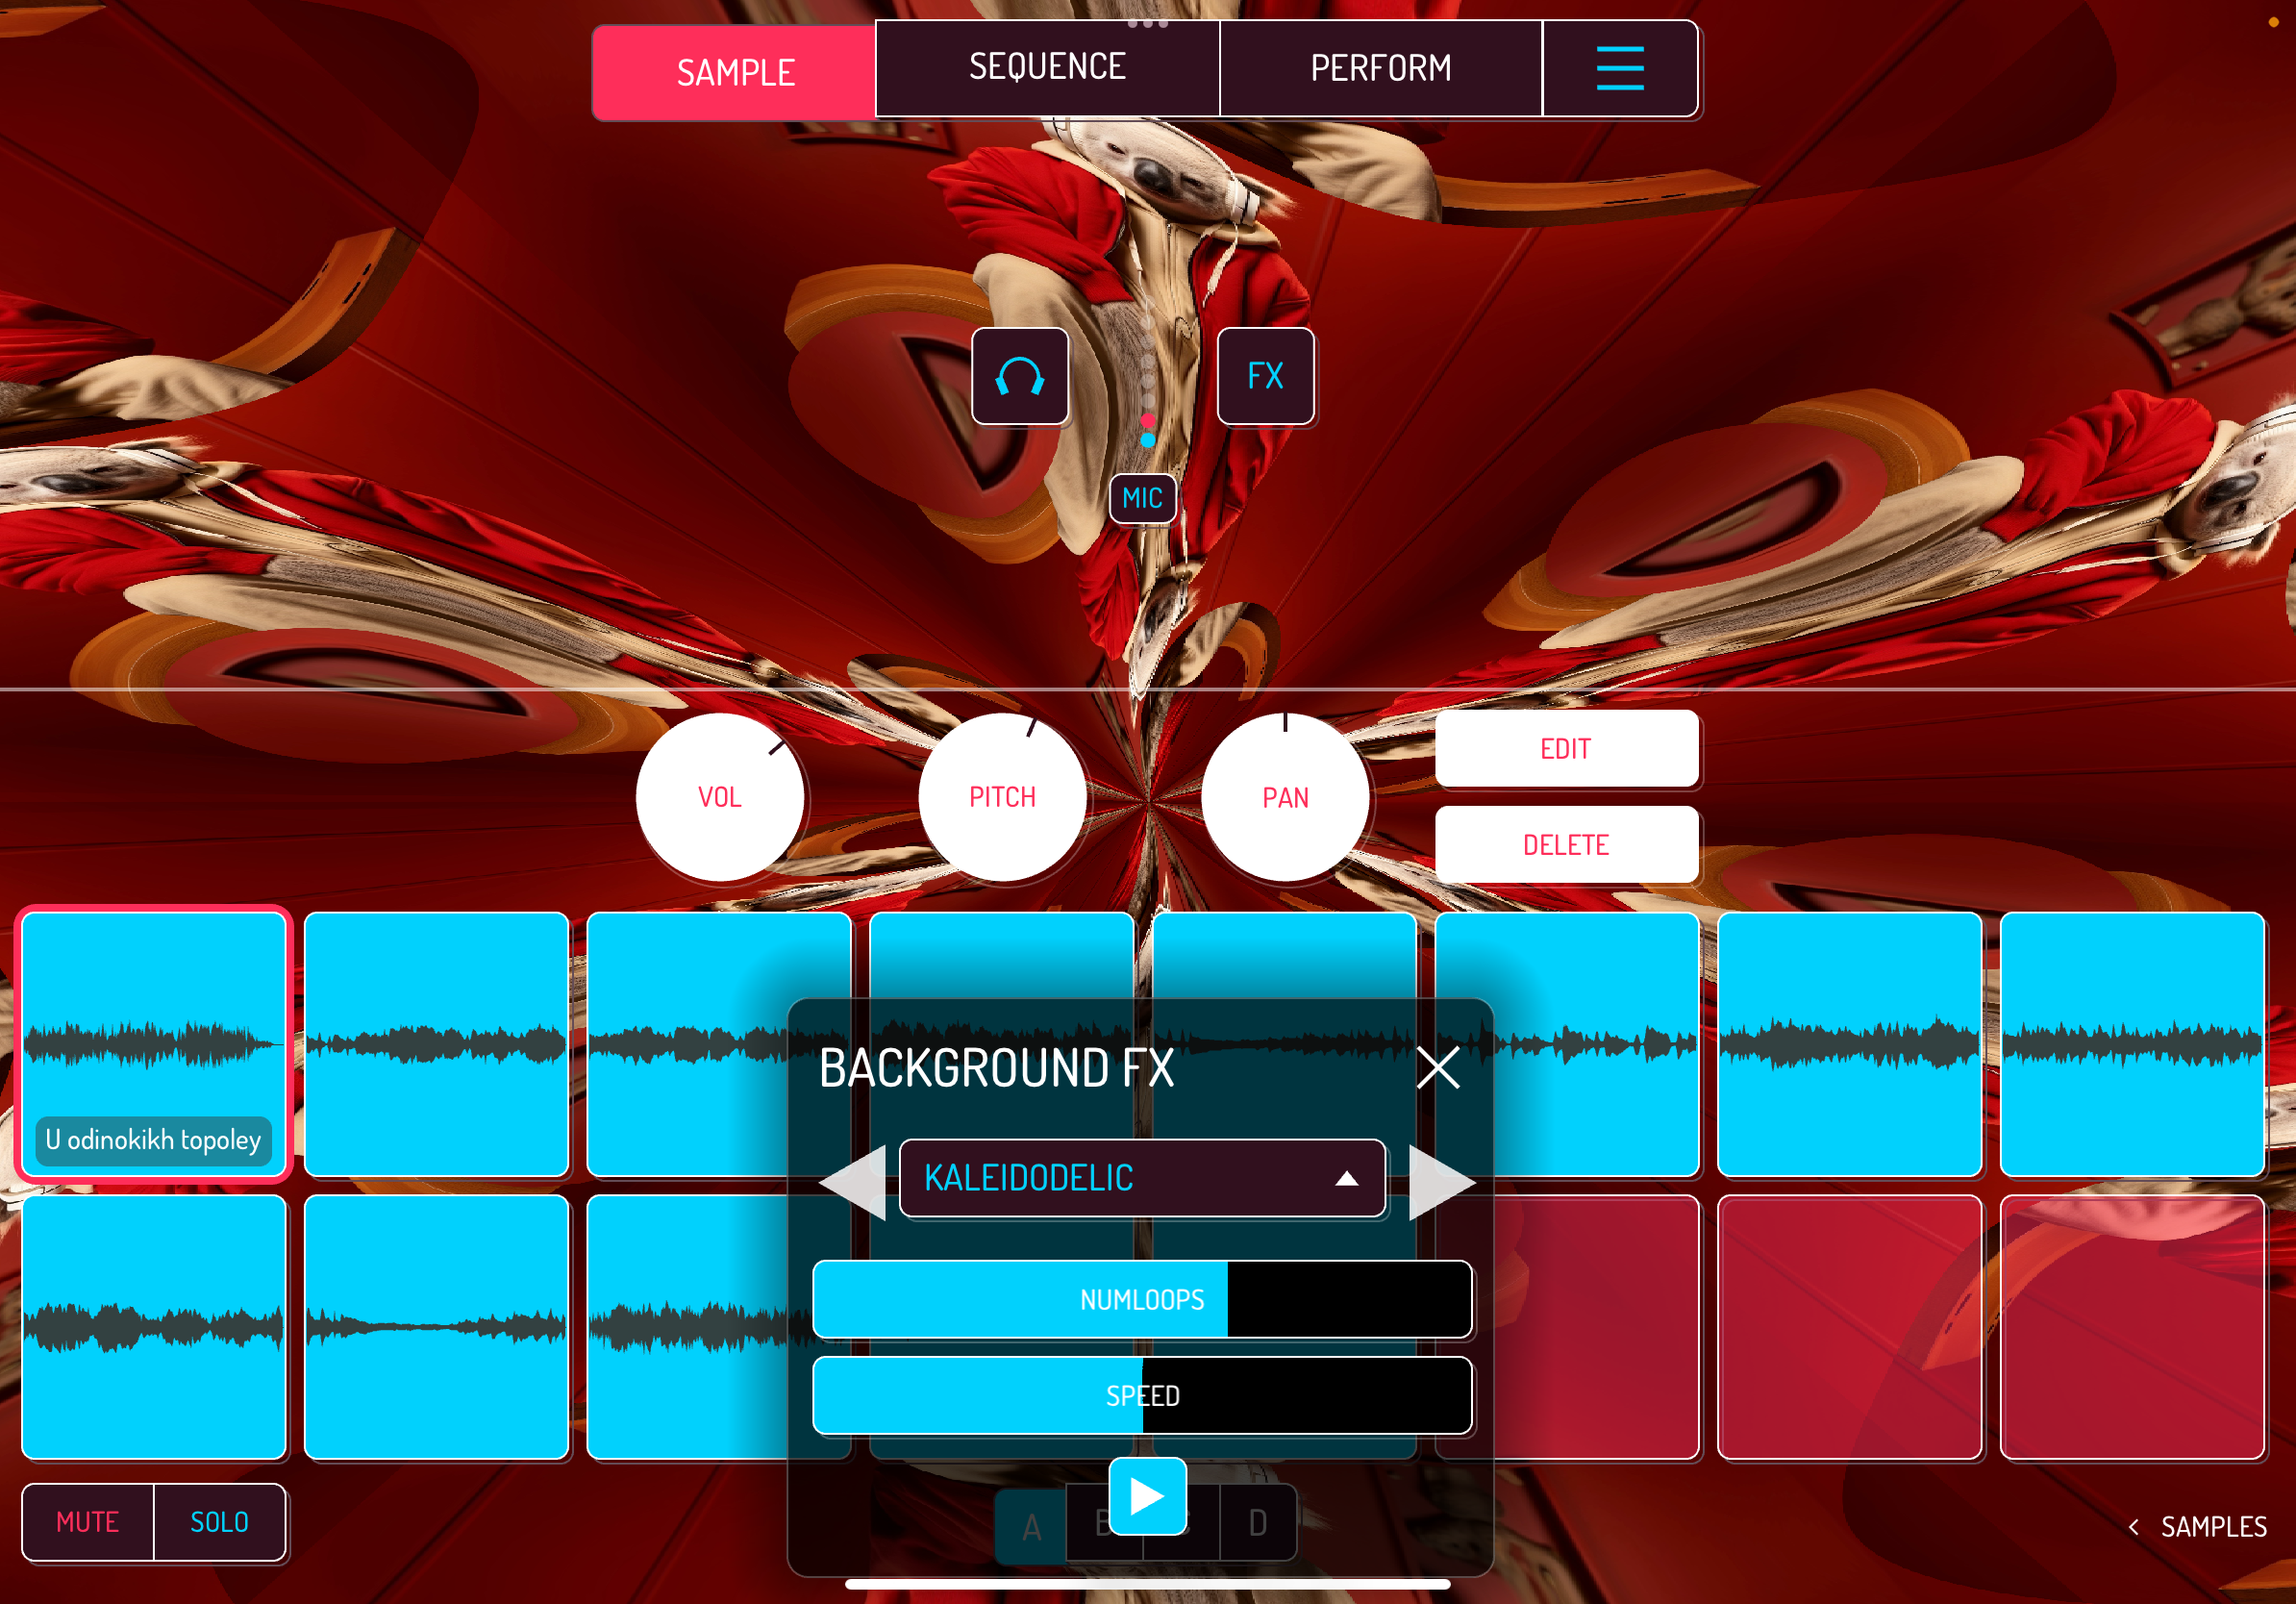 SAMPLE
SEQUENCE
PERFORM
FX
MIC
VOL
PITCH
PAN
EDIT
DELETE
U odinokikh topoley
BACKGROUND FX
KALEIDODELIC
NUMLOOPS
SPEED
MUTE
SOLO
A
B
C
D
SAMPLES